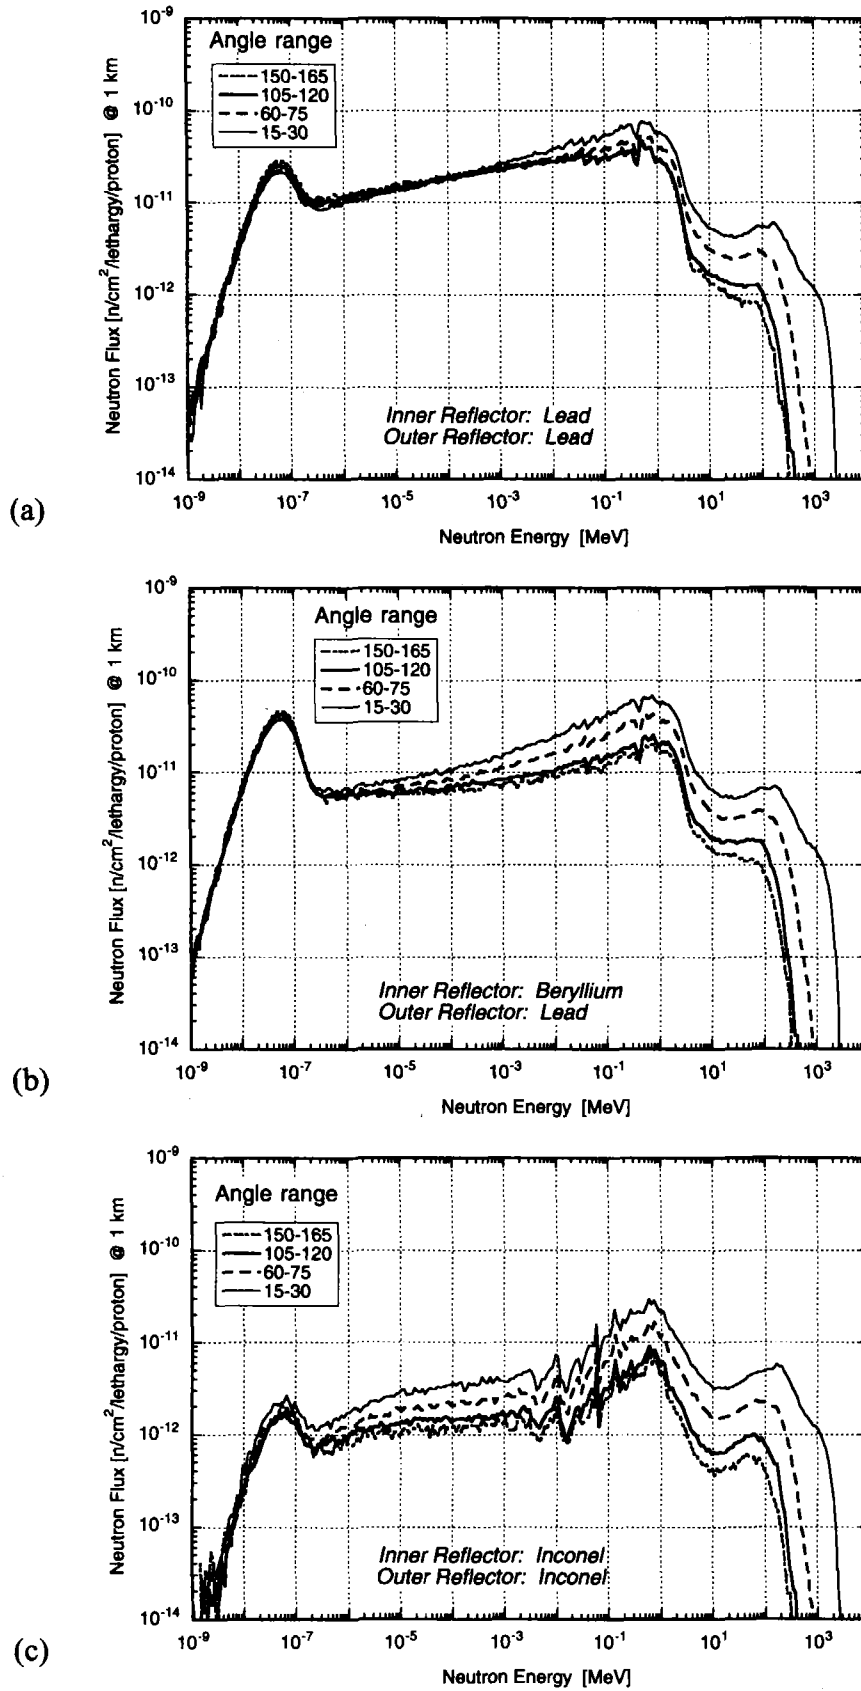 10^-9
Angle range
150-165
105-120
60-75
15-30
10^-10
10^-11
10^-12
10^-13
10^-14
Neutron Flux [n/cm²/lethargy/proton] @ 1 km
Inner Reflector: Lead
Outer Reflector: Lead
10^-9 10^-7 10^-5 10^-3 10^-1 10^1 10^3
Neutron Energy [MeV]
(a)
10^-9
Angle range
150-165
105-120
60-75
15-30
10^-10
10^-11
10^-12
10^-13
10^-14
Neutron Flux [n/cm²/lethargy/proton] @ 1 km
Inner Reflector: Beryllium
Outer Reflector: Lead
10^-9 10^-7 10^-5 10^-3 10^-1 10^1 10^3
Neutron Energy [MeV]
(b)
10^-9
Angle range
150-165
105-120
60-75
15-30
10^-10
10^-11
10^-12
10^-13
10^-14
Neutron Flux [n/cm²/lethargy/proton] @ 1 km
Inner Reflector: Inconel
Outer Reflector: Inconel
10^-9 10^-7 10^-5 10^-3 10^-1 10^1 10^3
Neutron Energy [MeV]
(c)